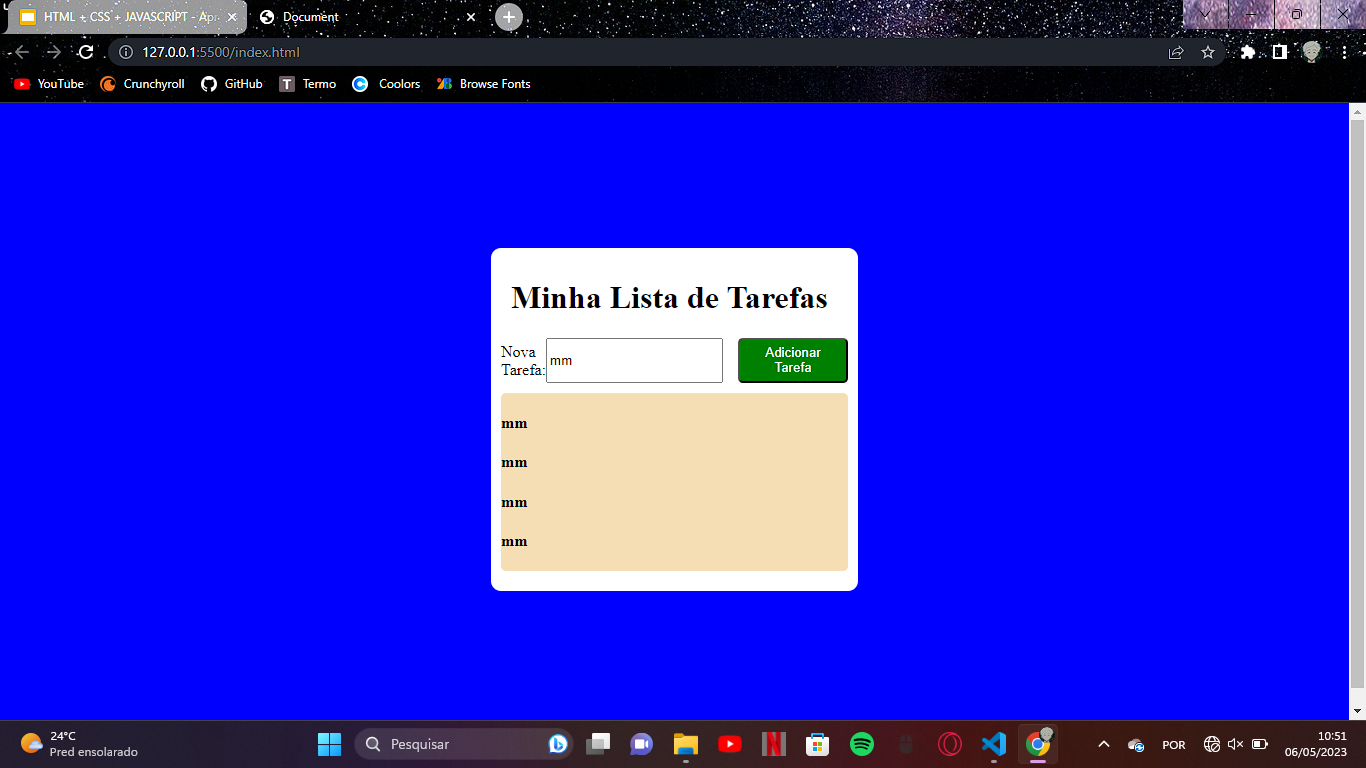 HTML + CSS + JAVASCRIPT - Apr
Document
127.0.0.1:5500/index.html
YouTube
Crunchyroll
GitHub
T
Termo
Coolors
Browse Fonts
Minha Lista de Tarefas
Nova
Tarefa:
mm
Adicionar
Tarefa
mm
mm
mm
mm
24°C
Pred ensolarado
Pesquisar
N
POR
10:51
06/05/2023